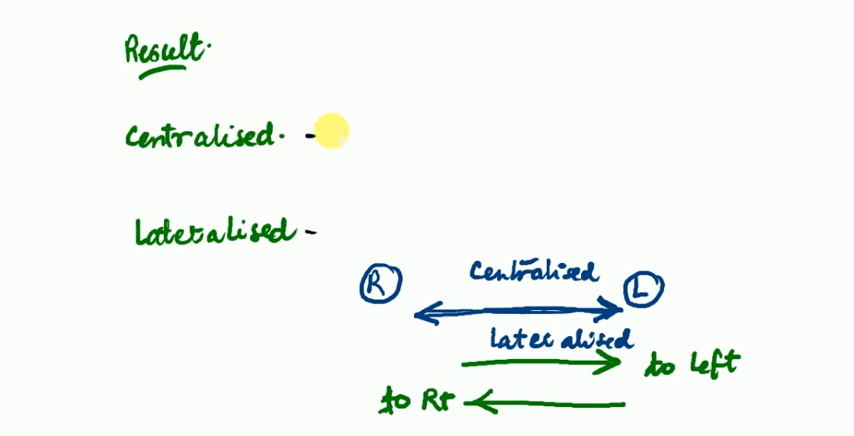 Result.
Centralised. -
Lateralised -
R Centralised L
Lateralised
to left
to Rt